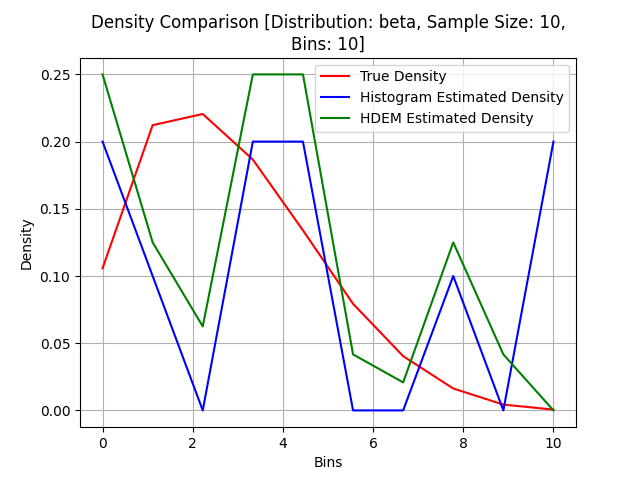 Density Comparison [Distribution: beta, Sample Size: 10,
Bins: 10]
True Density
Histogram Estimated Density
HDEM Estimated Density
Density
0.25
0.20
0.15
0.10
0.05
0.00
0 2 4 6 8 10
Bins